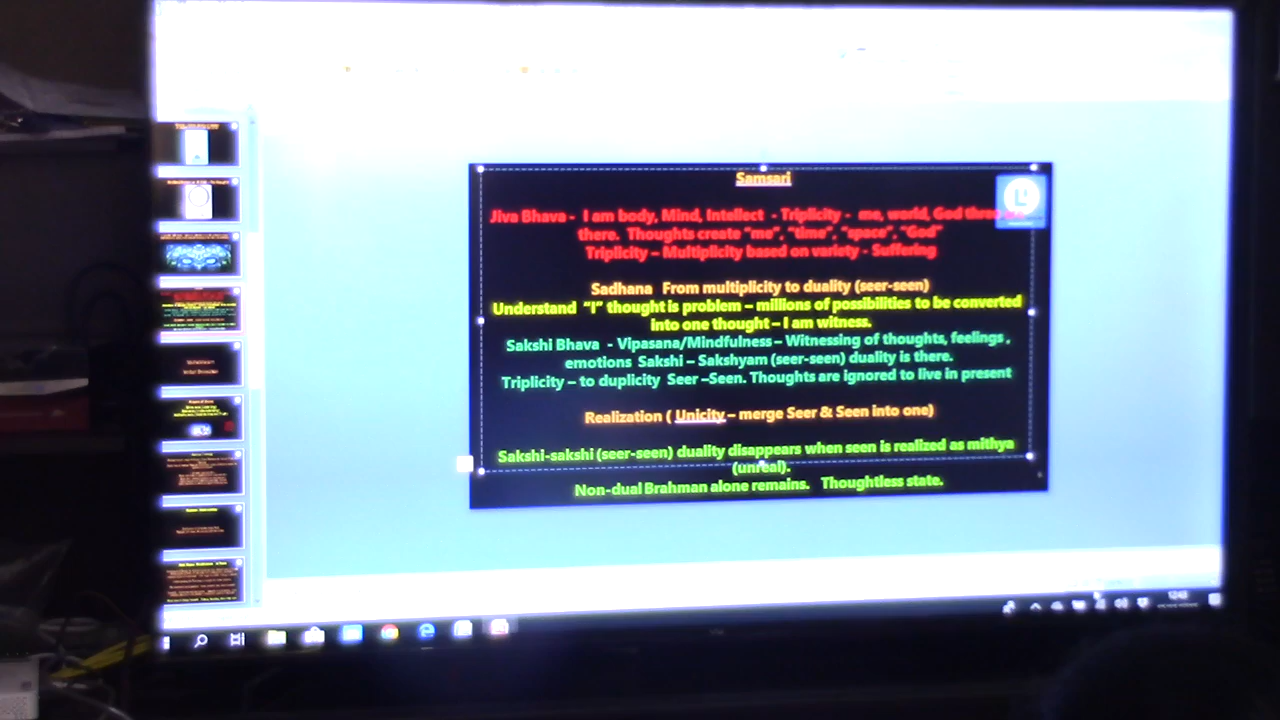 Samsari
Jiva Bhava - I am body, Mind, Intellect - Triplicity - me, world, God three
there. Thoughts create "me", "time", "space", "God"
Triplicity – Multiplicity based on variety - Suffering
Sadhana From multiplicity to duality (seer-seen)
Understand "I" thought is problem – millions of possibilities to be converted
into one thought – I am witness.
Sakshi Bhava - Vipasana/Mindfulness – Witnessing of thoughts, feelings ,
emotions Sakshi – Sakshyam (seer-seen) duality is there.
Triplicity – to duplicity Seer –Seen. Thoughts are ignored to live in present
Realization ( Unicity – merge Seer & Seen into one)
Sakshi-sakshi (seer-seen) duality disappears when seen is realized as mithya
(unreal).
Non-dual Brahman alone remains. Thoughtless state.